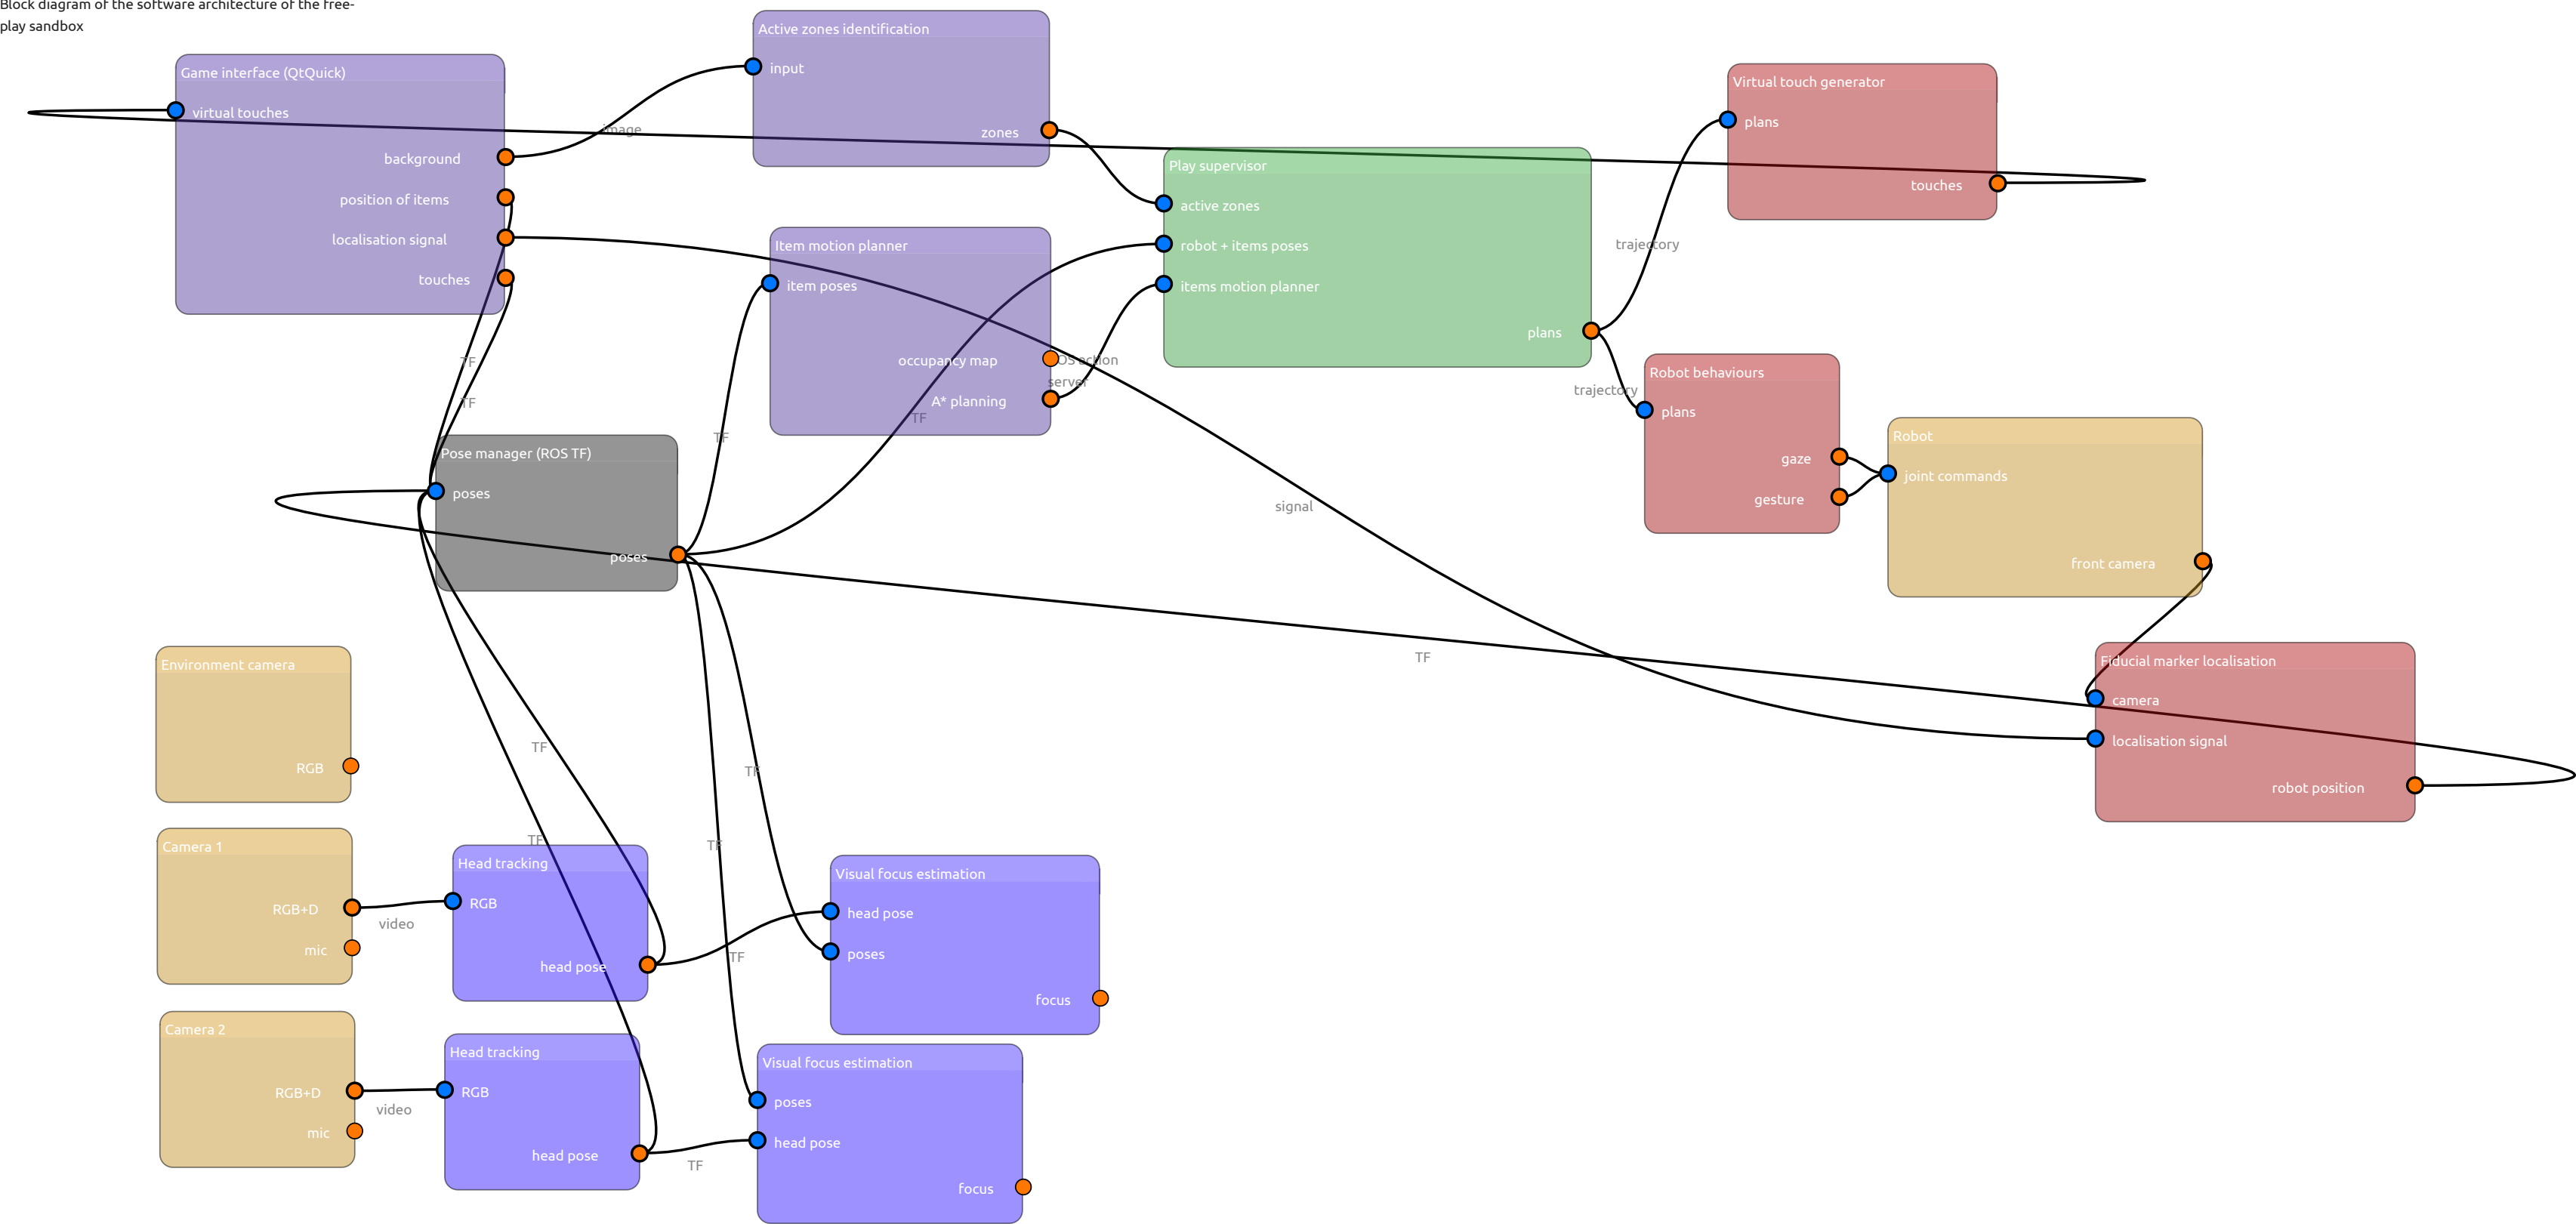 Block diagram of the software architecture of the free-
play sandbox
Game interface (QtQuick)
virtual touches
background
position of items
localisation signal
touches
image
Active zones identification
input
zones
Item motion planner
item poses
occupancy map
A* planning
action
server
Play supervisor
active zones
robot + items poses
items motion planner
plans
trajectory
trajectory
Virtual touch generator
plans
touches
Robot behaviours
plans
gaze
gesture
Robot
joint commands
front camera
Fiducial marker localisation
camera
localisation signal
robot position
signal
TF
TF
TF
TF
TF
Pose manager (ROS TF)
poses
poses
TF
TF
TF
TF
Environment camera
RGB
Camera 1
RGB+D
mic
video
Head tracking
RGB
head pose
TF
Visual focus estimation
head pose
poses
focus
Camera 2
RGB+D
mic
video
Head tracking
RGB
head pose
TF
Visual focus estimation
poses
head pose
focus